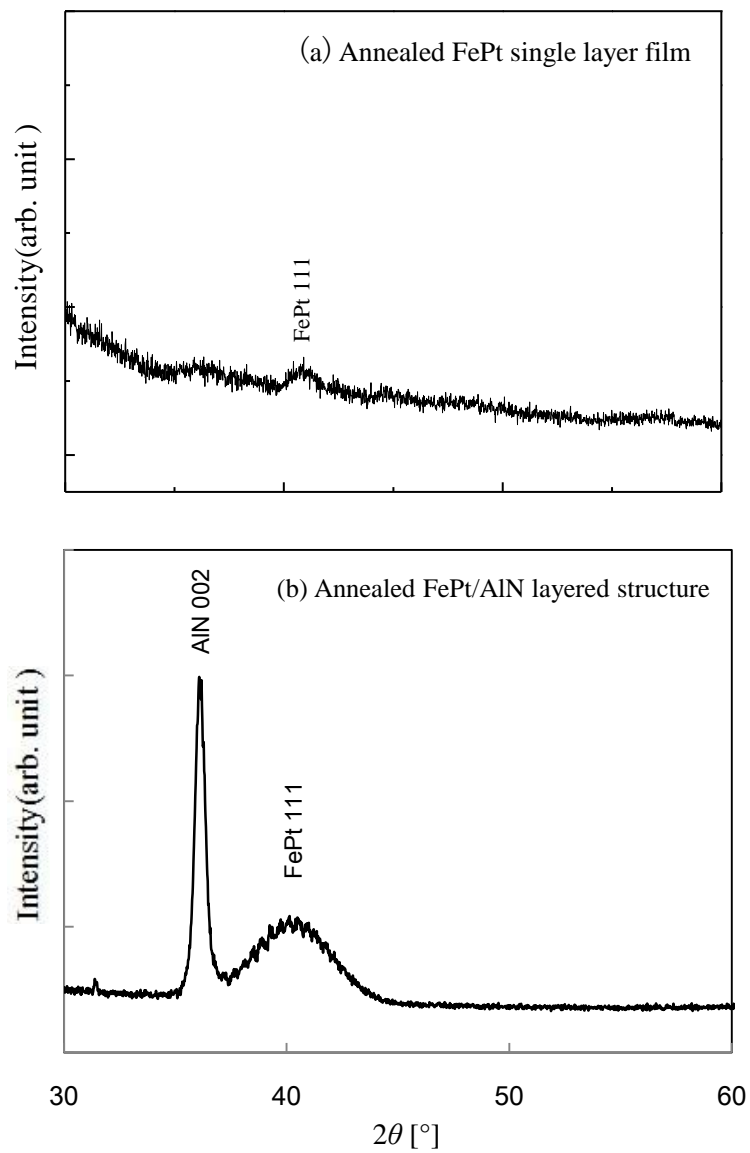 (a) Annealed FePt single layer film
Intensity(arb. unit )
FePt 111
(b) Annealed FePt/AlN layered structure
Intensity(arb. unit )
AlN 002
FePt 111
30 40 50 60
2θ [°]